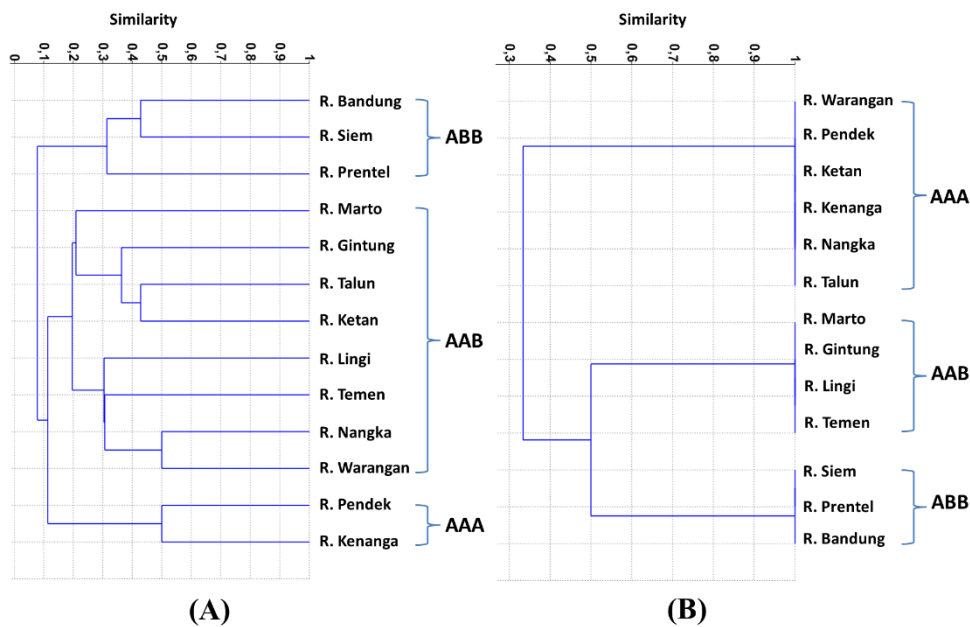 Similarity
0 0,1 0,2 0,3 0,4 0,5 0,6 0,7 0,8 0,9 1
R. Bandung
R. Siem
R. Prentel
ABB
R. Marto
R. Gintung
R. Talun
R. Ketan
R. Lingi
R. Temen
R. Nangka
R. Warangan
AAB
R. Pendek
R. Kenanga
AAA
(A)
Similarity
0,3 0,4 0,5 0,6 0,7 0,8 0,9 1
R. Warangan
R. Pendek
R. Ketan
R. Kenanga
R. Nangka
R. Talun
AAA
R. Marto
R. Gintung
R. Lingi
R. Temen
AAB
R. Siem
R. Prentel
R. Bandung
ABB
(B)